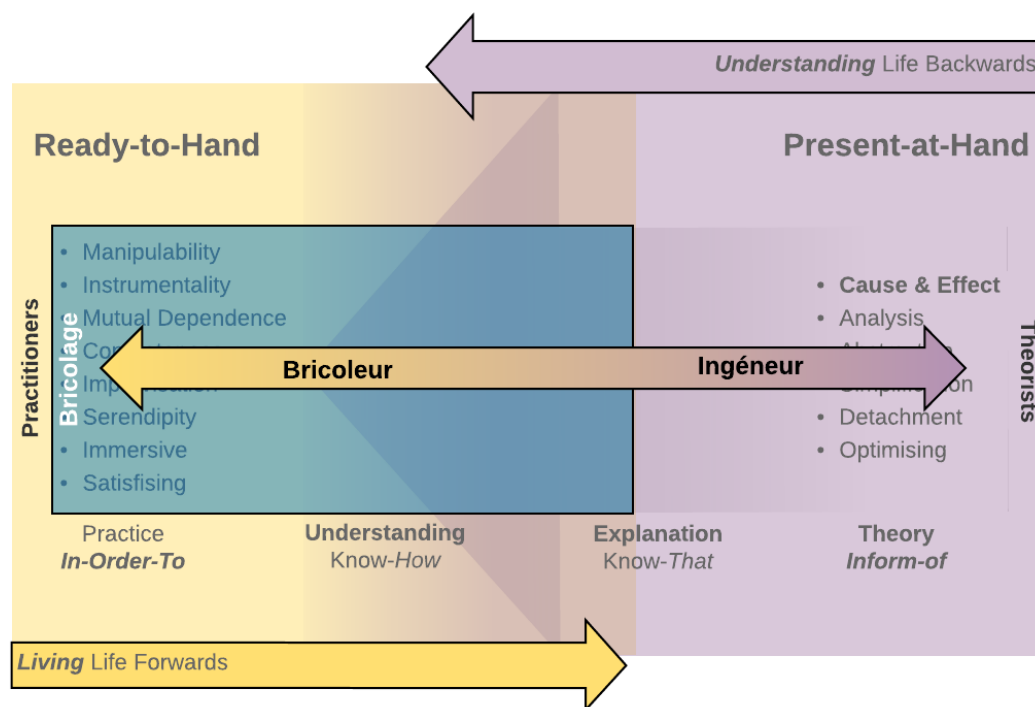 Understanding Life Backwards
Ready-to-Hand
Present-at-Hand
Practitioners
Bricolage
• Manipulability
• Instrumentality
• Mutual Dependence
• Serendipity
• Immersive
• Satisfising
Bricoleur
Ingéneur
• Cause & Effect
• Analysis
• Detachment
• Optimising
Theorists
Practice
In-Order-To
Understanding
Know-How
Explanation
Know-That
Theory
Inform-of
Living Life Forwards